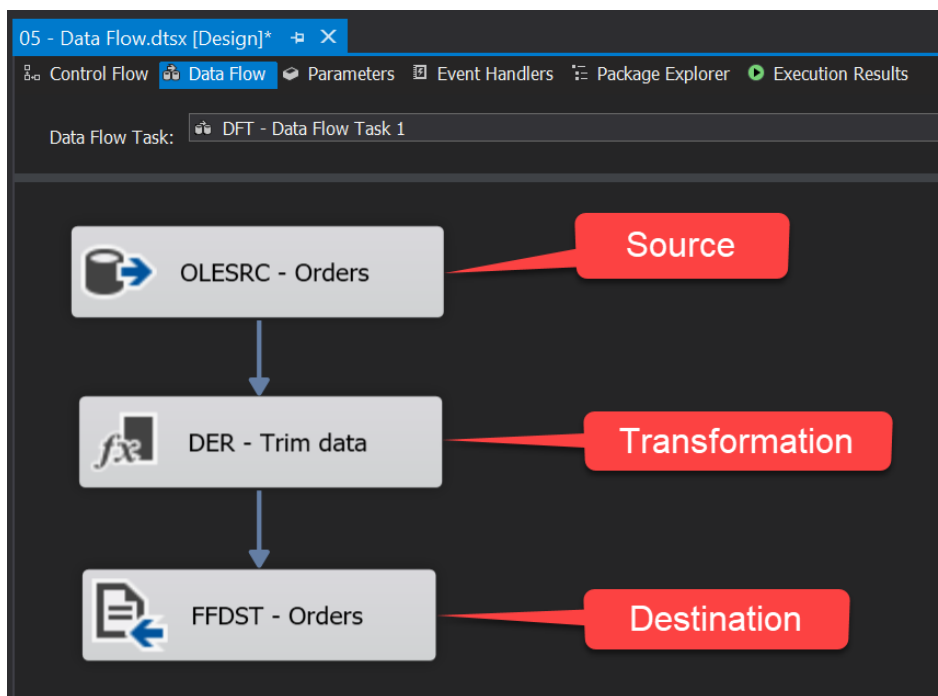 05 - Data Flow.dtsx [Design]*
Control Flow Data Flow Parameters Event Handlers Package Explorer Execution Results
Data Flow Task: DFT - Data Flow Task 1
OLESRC - Orders
Source
DER - Trim data
Transformation
FFDST - Orders
Destination